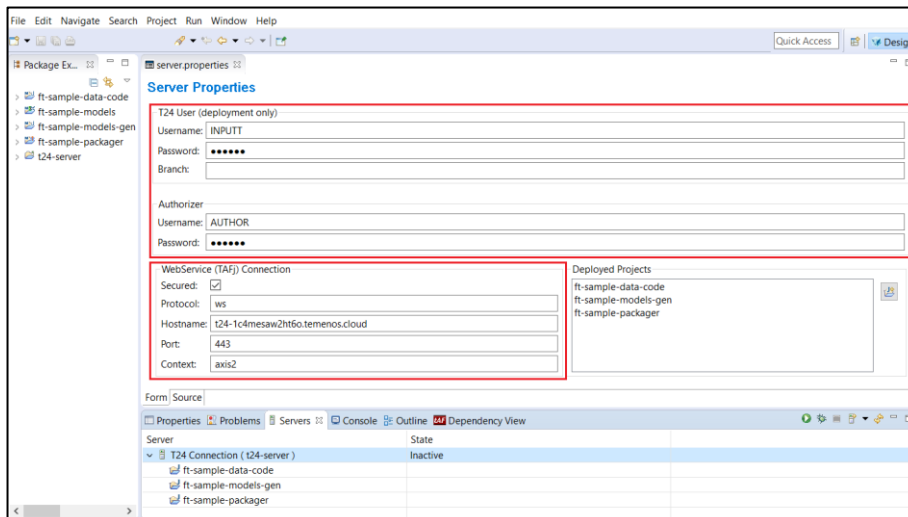 File Edit Navigate Search Project Run Window Help
Quick Access
Desig
Package Ex...
server.properties
ft-sample-data-code
ft-sample-models
ft-sample-models-gen
ft-sample-packager
t24-server
Server Properties
T24 User (deployment only)
Username: INPUTT
Password: ●●●●●●
Branch:
Authorizer
Username: AUTHOR
Password: ●●●●●●
WebService (TAFj) Connection
Secured:
Protocol: ws
Hostname: t24-1c4mesaw2ht6o.temenos.cloud
Port: 443
Context: axis2
Deployed Projects
ft-sample-data-code
ft-sample-models-gen
ft-sample-packager
Form Source
Properties Problems Servers Console Outline TAF Dependency View
Server State
T24 Connection ( t24-server ) Inactive
ft-sample-data-code
ft-sample-models-gen
ft-sample-packager